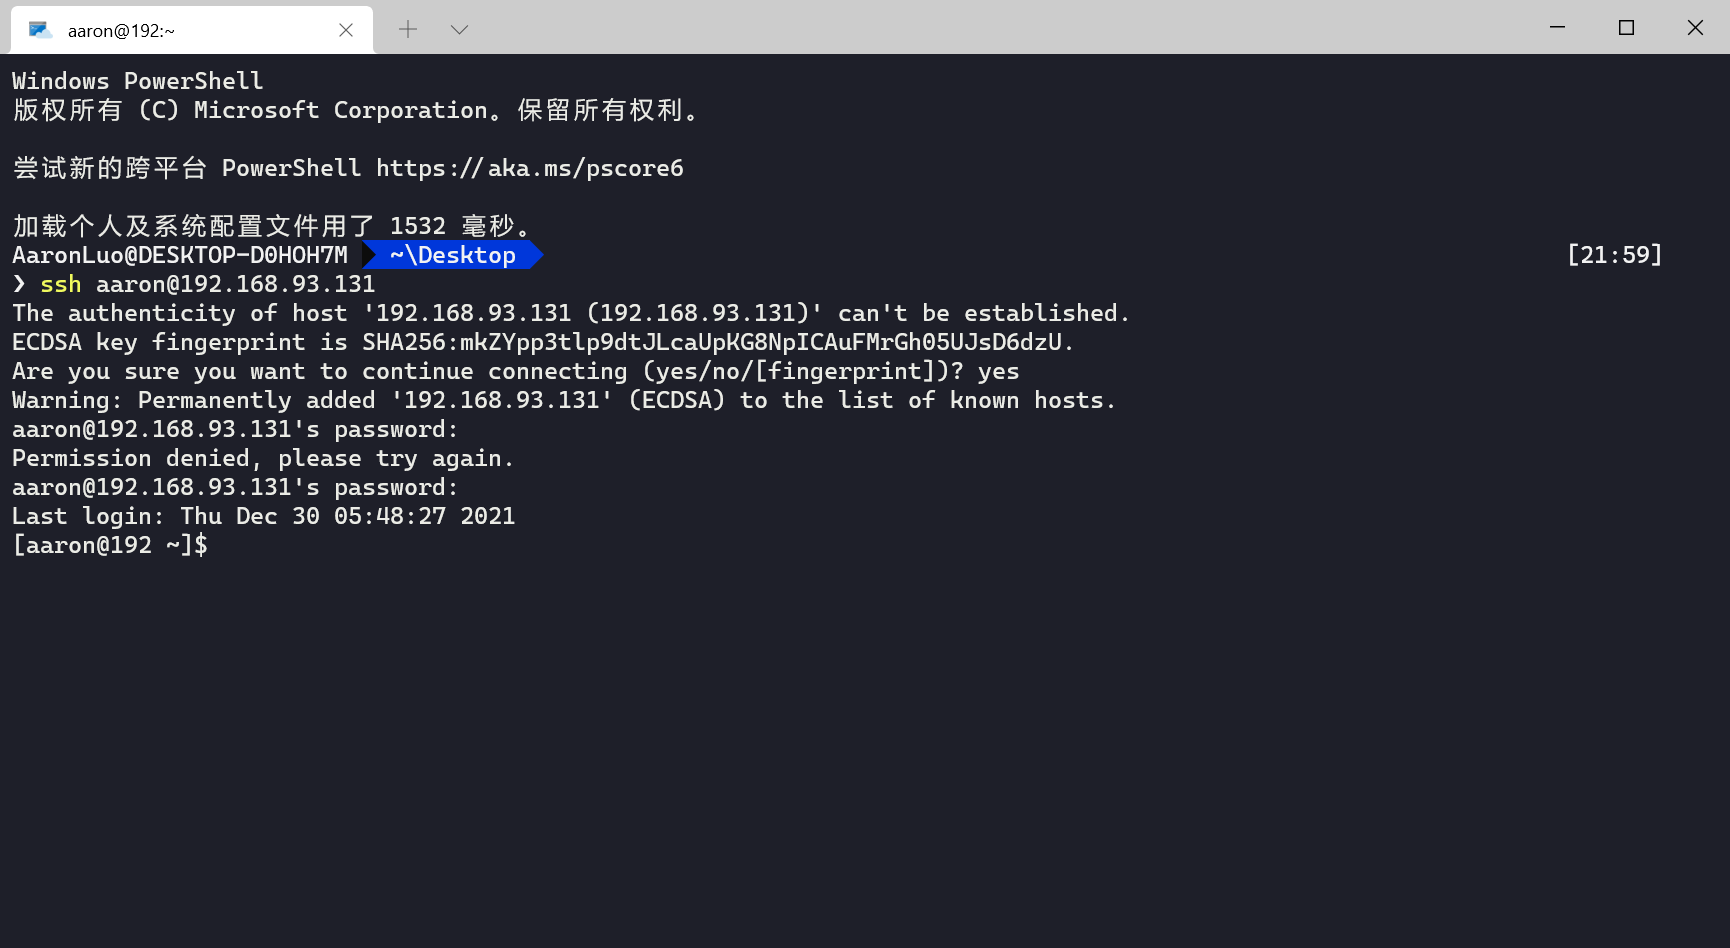 aaron@192:~
Windows PowerShell
版权所有 (C) Microsoft Corporation。保留所有权利。
尝试新的跨平台 PowerShell https://aka.ms/pscore6
加载个人及系统配置文件用了 1532 毫秒。
AaronLuo@DESKTOP-D0HOH7M ~\Desktop [21:59]
❯ ssh aaron@192.168.93.131
The authenticity of host '192.168.93.131 (192.168.93.131)' can't be established.
ECDSA key fingerprint is SHA256:mkZYpp3tlp9dtJLcaUpKG8NpICAuFMrGh05UJsD6dzU.
Are you sure you want to continue connecting (yes/no/[fingerprint])? yes
Warning: Permanently added '192.168.93.131' (ECDSA) to the list of known hosts.
aaron@192.168.93.131's password:
Permission denied, please try again.
aaron@192.168.93.131's password:
Last login: Thu Dec 30 05:48:27 2021
[aaron@192 ~]$